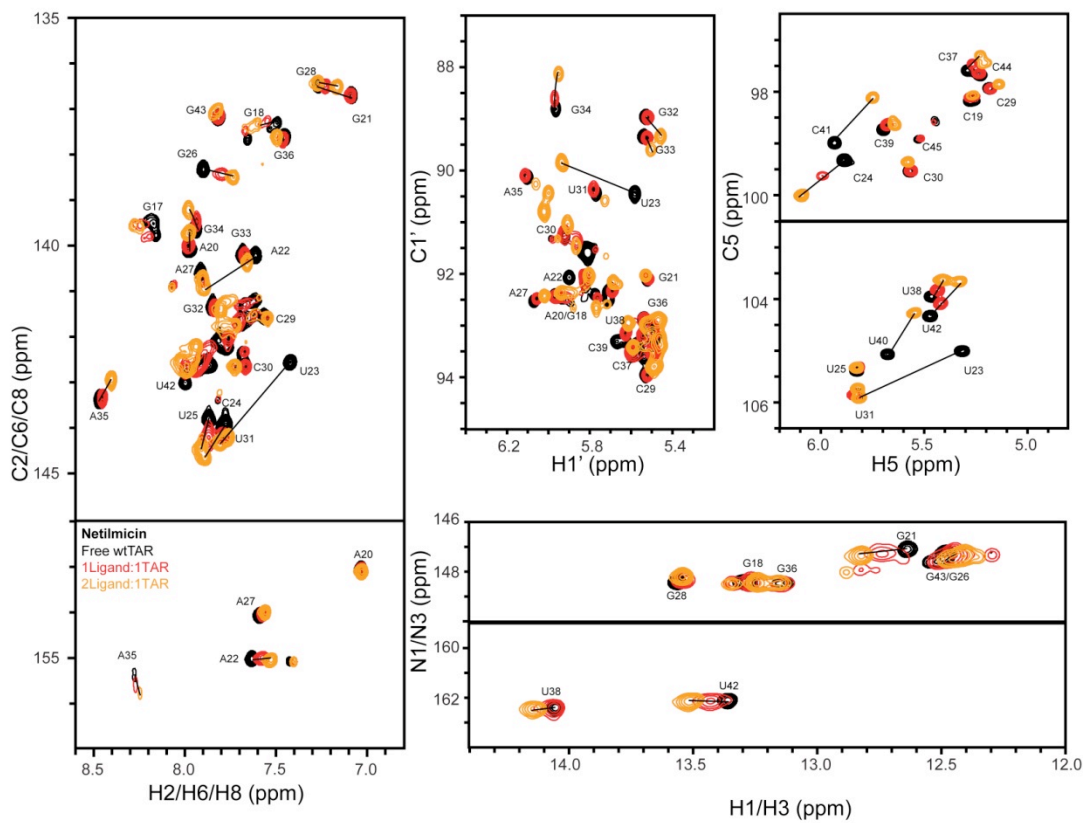 135
140
145
155
C2/C6/C8 (ppm)
G28
G21
G43
G18
G36
G26
G17
G34
A20
G33
A22
A27
G32
C29
U42
C30
U23
A35
C24
U25
U31
Netilmicin
Free wtTAR
1Ligand:1TAR
2Ligand:1TAR
A20
A27
A22
A35
8.5
8.0
7.5
7.0
H2/H6/H8 (ppm)
88
90
92
94
C1' (ppm)
G34
G32
G33
A35
U31
U23
C30
A22
G21
A27
A20/G18
U38
G36
C39
C37
C29
6.2
5.8
5.4
H1' (ppm)
98
100
104
106
C5 (ppm)
C37
C44
C29
C19
C41
C39
C45
C24
C30
U38
U42
U40
U25
U23
U31
6.0
5.5
5.0
H5 (ppm)
146
148
160
162
N1/N3 (ppm)
G21
G18
G36
G28
G43/G26
U38
U42
14.0
13.5
13.0
12.5
12.0
H1/H3 (ppm)